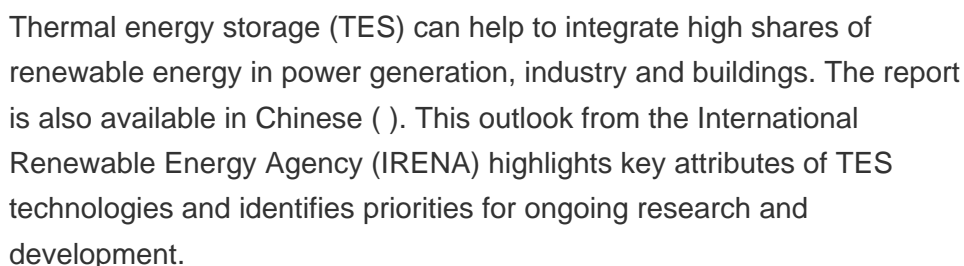 Thermal energy storage (TES) can help to integrate high shares of
renewable energy in power generation, industry and buildings. The report
is also available in Chinese ( ). This outlook from the International
Renewable Energy Agency (IRENA) highlights key attributes of TES
technologies and identifies priorities for ongoing research and
development.